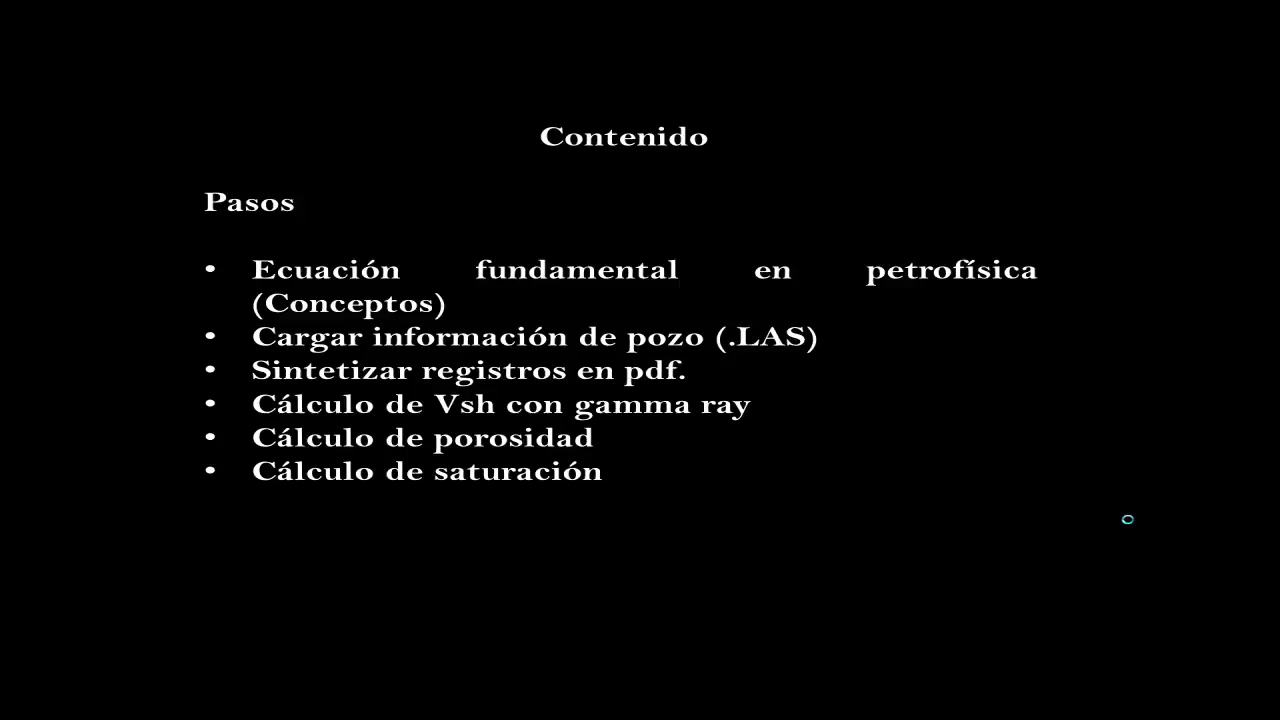 Contenido
Pasos
• Ecuación fundamental en petrofísica
(Conceptos)
• Cargar información de pozo (.LAS)
• Sintetizar registros en pdf.
• Cálculo de Vsh con gamma ray
• Cálculo de porosidad
• Cálculo de saturación